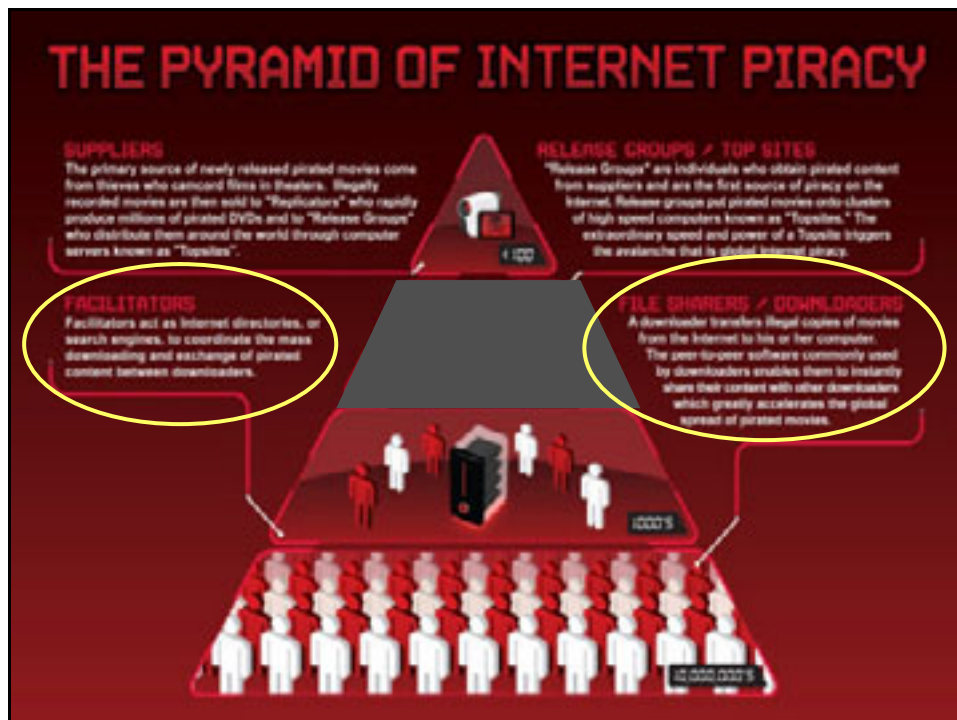 THE PYRAMID OF INTERNET PIRACY
SUPPLIERS
The primary source of newly released pirated movies come
from thieves who camcord films in theaters. Illegally
recorded movies are then sold to "Replicators" who rapidly
produce millions of pirated DVDs and to "Release Groups"
who distribute them around the world through computer
servers known as "Topsites".
RELEASE GROUPS / TOP SITES
"Release Groups" are individuals who obtain pirated content
from suppliers and are the first source of piracy on the
Internet. Release groups put pirated movies onto clusters
of high speed computers known as "Topsites." The
extraordinary speed and power of a Topsite triggers
the avalanche that is global internet piracy.
FACILITATORS
Facilitators act as Internet directories, or
search engines, to coordinate the mass
downloading and exchange of pirated
content between downloaders.
FILE SHARERS / DOWNLOADERS
A downloader transfers illegal copies of movies
from the Internet to his or her computer.
The peer-to-peer software commonly used
by downloaders enables them to instantly
share their content with other downloaders
which greatly accelerates the global
spread of pirated movies.
<100
1000'S
10,000,000'S